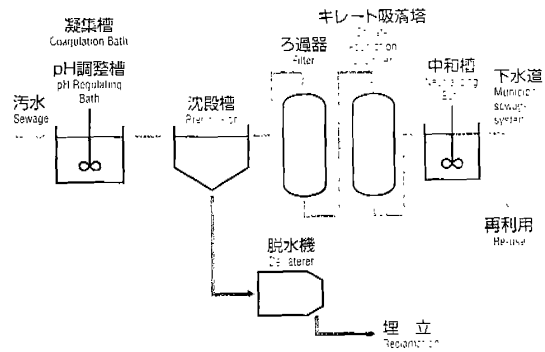 凝集槽
Coagulation Bath
pH調整槽
pH Regulating
Bath
汚水
Sewage
沈殿槽
ろ過器
Filter
キレート吸着塔
中和槽
下水道
sewage-
system
再利用
Re-use
脱水機
埋立